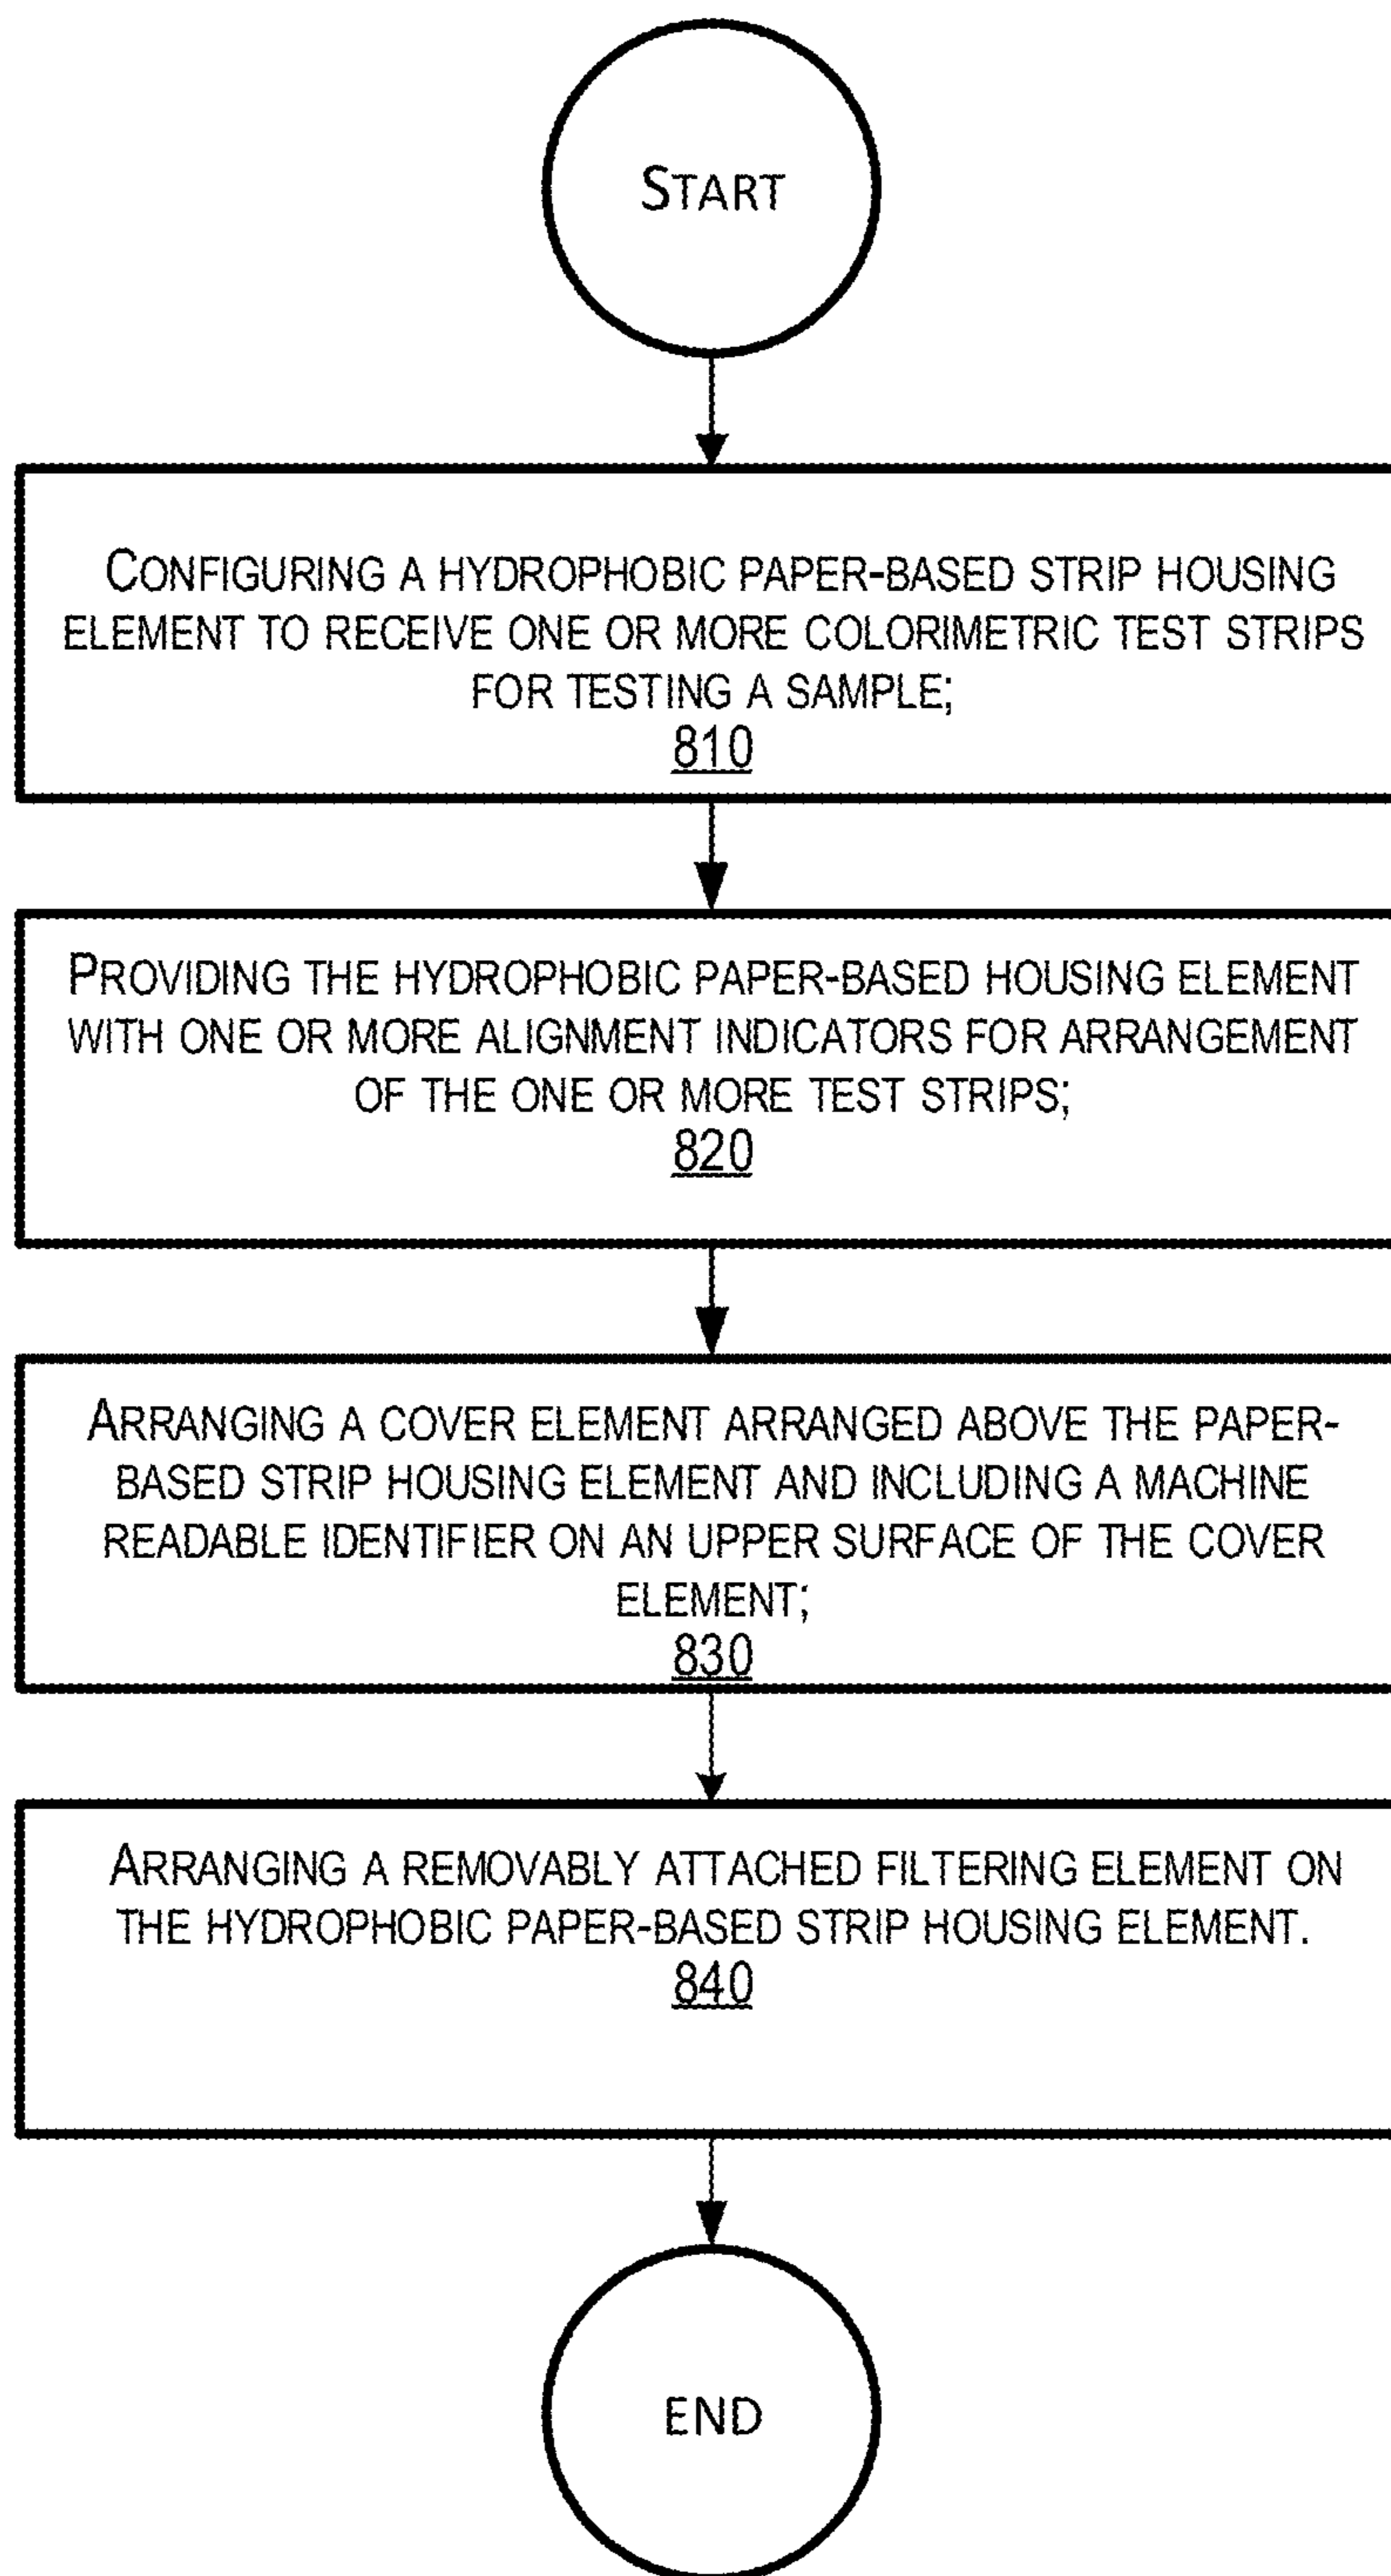 START
CONFIGURING A HYDROPHOBIC PAPER-BASED STRIP HOUSING
ELEMENT TO RECEIVE ONE OR MORE COLORIMETRIC TEST STRIPS
FOR TESTING A SAMPLE;
810
PROVIDING THE HYDROPHOBIC PAPER-BASED HOUSING ELEMENT
WITH ONE OR MORE ALIGNMENT INDICATORS FOR ARRANGEMENT
OF THE ONE OR MORE TEST STRIPS;
820
ARRANGING A COVER ELEMENT ARRANGED ABOVE THE PAPER-
BASED STRIP HOUSING ELEMENT AND INCLUDING A MACHINE
READABLE IDENTIFIER ON AN UPPER SURFACE OF THE COVER
ELEMENT;
830
ARRANGING A REMOVABLY ATTACHED FILTERING ELEMENT ON
THE HYDROPHOBIC PAPER-BASED STRIP HOUSING ELEMENT.
840
END